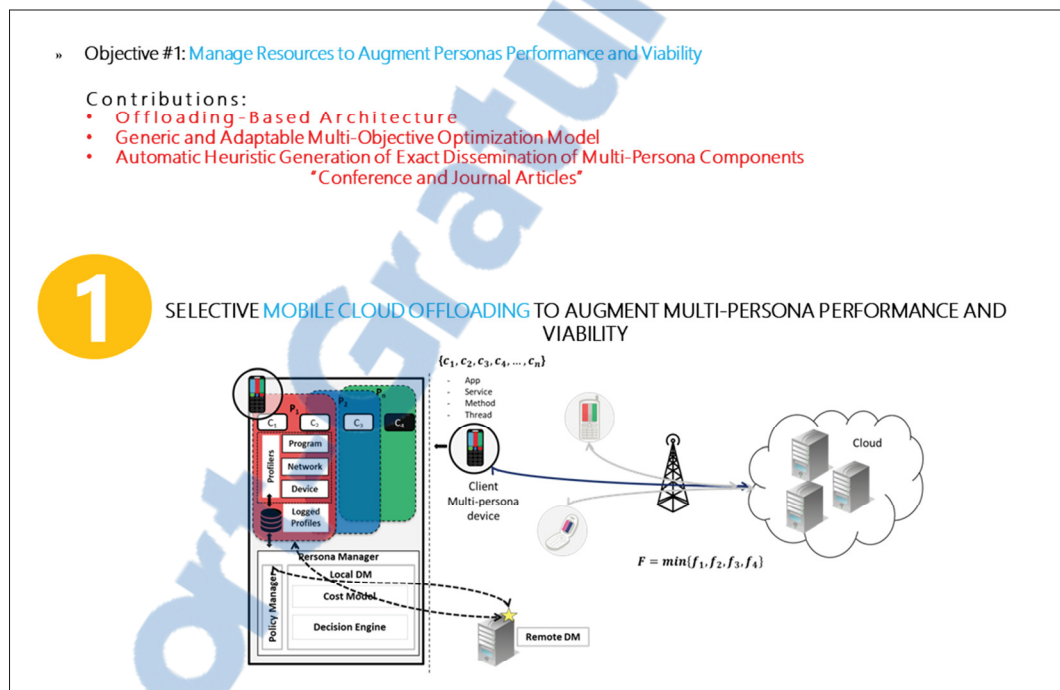 » Objective #1: Manage Resources to Augment Personas Performance and Viability
Contributions:
• Offloading-Based Architecture
• Generic and Adaptable Multi-Objective Optimization Model
• Automatic Heuristic Generation of Exact Dissemination of Multi-Persona Components
"Conference and Journal Articles"
1
SELECTIVE MOBILE CLOUD OFFLOADING TO AUGMENT MULTI-PERSONA PERFORMANCE AND
VIABILITY
{c₁, c₂, c₃, c₄, ..., cₙ}
- App
- Service
- Method
- Thread
P₁
P₂
Pₙ
C₁
C₂
C₃
C₄
Profilers
Program
Network
Device
Logged
Profiles
Client
Multi-persona
device
Cloud
F = min{f₁, f₂, f₃, f₄}
Persona Manager
Policy Manager
Local DM
Cost Model
Decision Engine
Remote DM